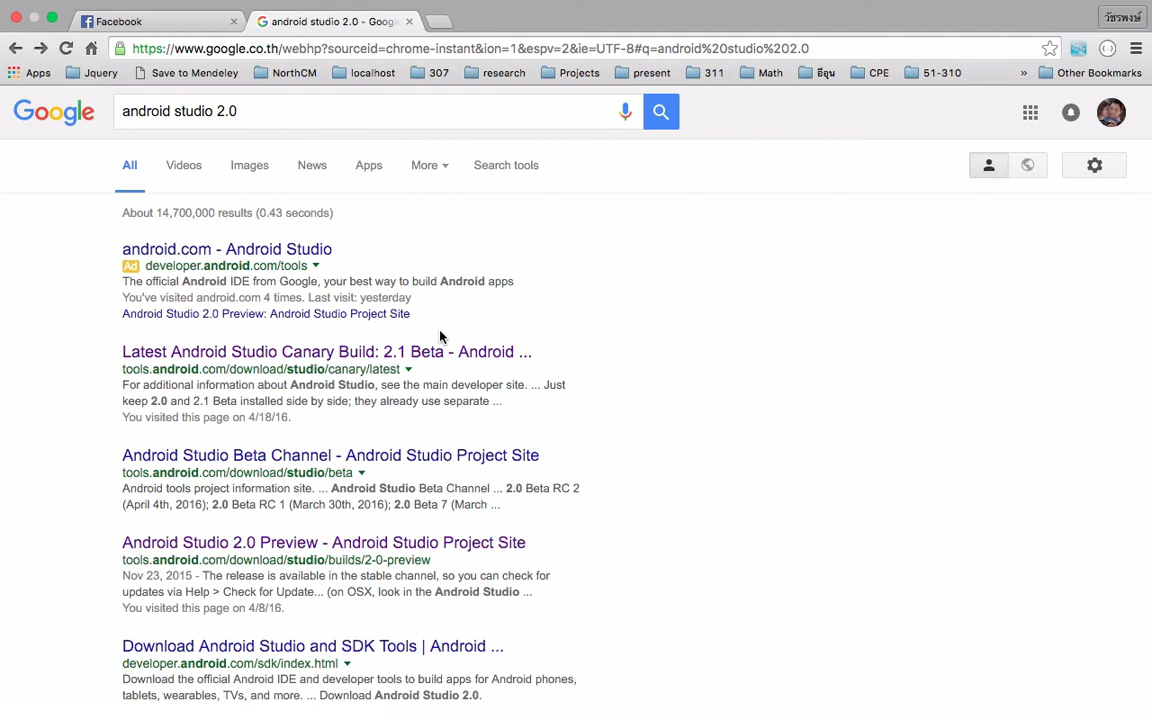 Facebook
android studio 2.0 - Goog
วัชรพงษ์
https://www.google.co.th/webhp?sourceid=chrome-instant&ion=1&espv=2&ie=UTF-8#q=android%20studio%202.0
Apps Jquery Save to Mendeley NorthCM localhost 307 research Projects present 311 Math อีฮุน CPE 51-310 » Other Bookmarks
Google android studio 2.0
All Videos Images News Apps More Search tools
About 14,700,000 results (0.43 seconds)
android.com - Android Studio
Ad developer.android.com/tools
The official Android IDE from Google, your best way to build Android apps
You've visited android.com 4 times. Last visit: yesterday
Android Studio 2.0 Preview: Android Studio Project Site
Latest Android Studio Canary Build: 2.1 Beta - Android ...
tools.android.com/download/studio/canary/latest
For additional information about Android Studio, see the main developer site. ... Just
keep 2.0 and 2.1 Beta installed side by side; they already use separate ...
You visited this page on 4/18/16.
Android Studio Beta Channel - Android Studio Project Site
tools.android.com/download/studio/beta
Android tools project information site. ... Android Studio Beta Channel ... 2.0 Beta RC 2
(April 4th, 2016); 2.0 Beta RC 1 (March 30th, 2016); 2.0 Beta 7 (March ...
Android Studio 2.0 Preview - Android Studio Project Site
tools.android.com/download/studio/builds/2-0-preview
Nov 23, 2015 - The release is available in the stable channel, so you can check for
updates via Help > Check for Update... (on OSX, look in the Android Studio ...
You visited this page on 4/8/16.
Download Android Studio and SDK Tools | Android ...
developer.android.com/sdk/index.html
Download the official Android IDE and developer tools to build apps for Android phones,
tablets, wearables, TVs, and more. ... Download Android Studio 2.0.